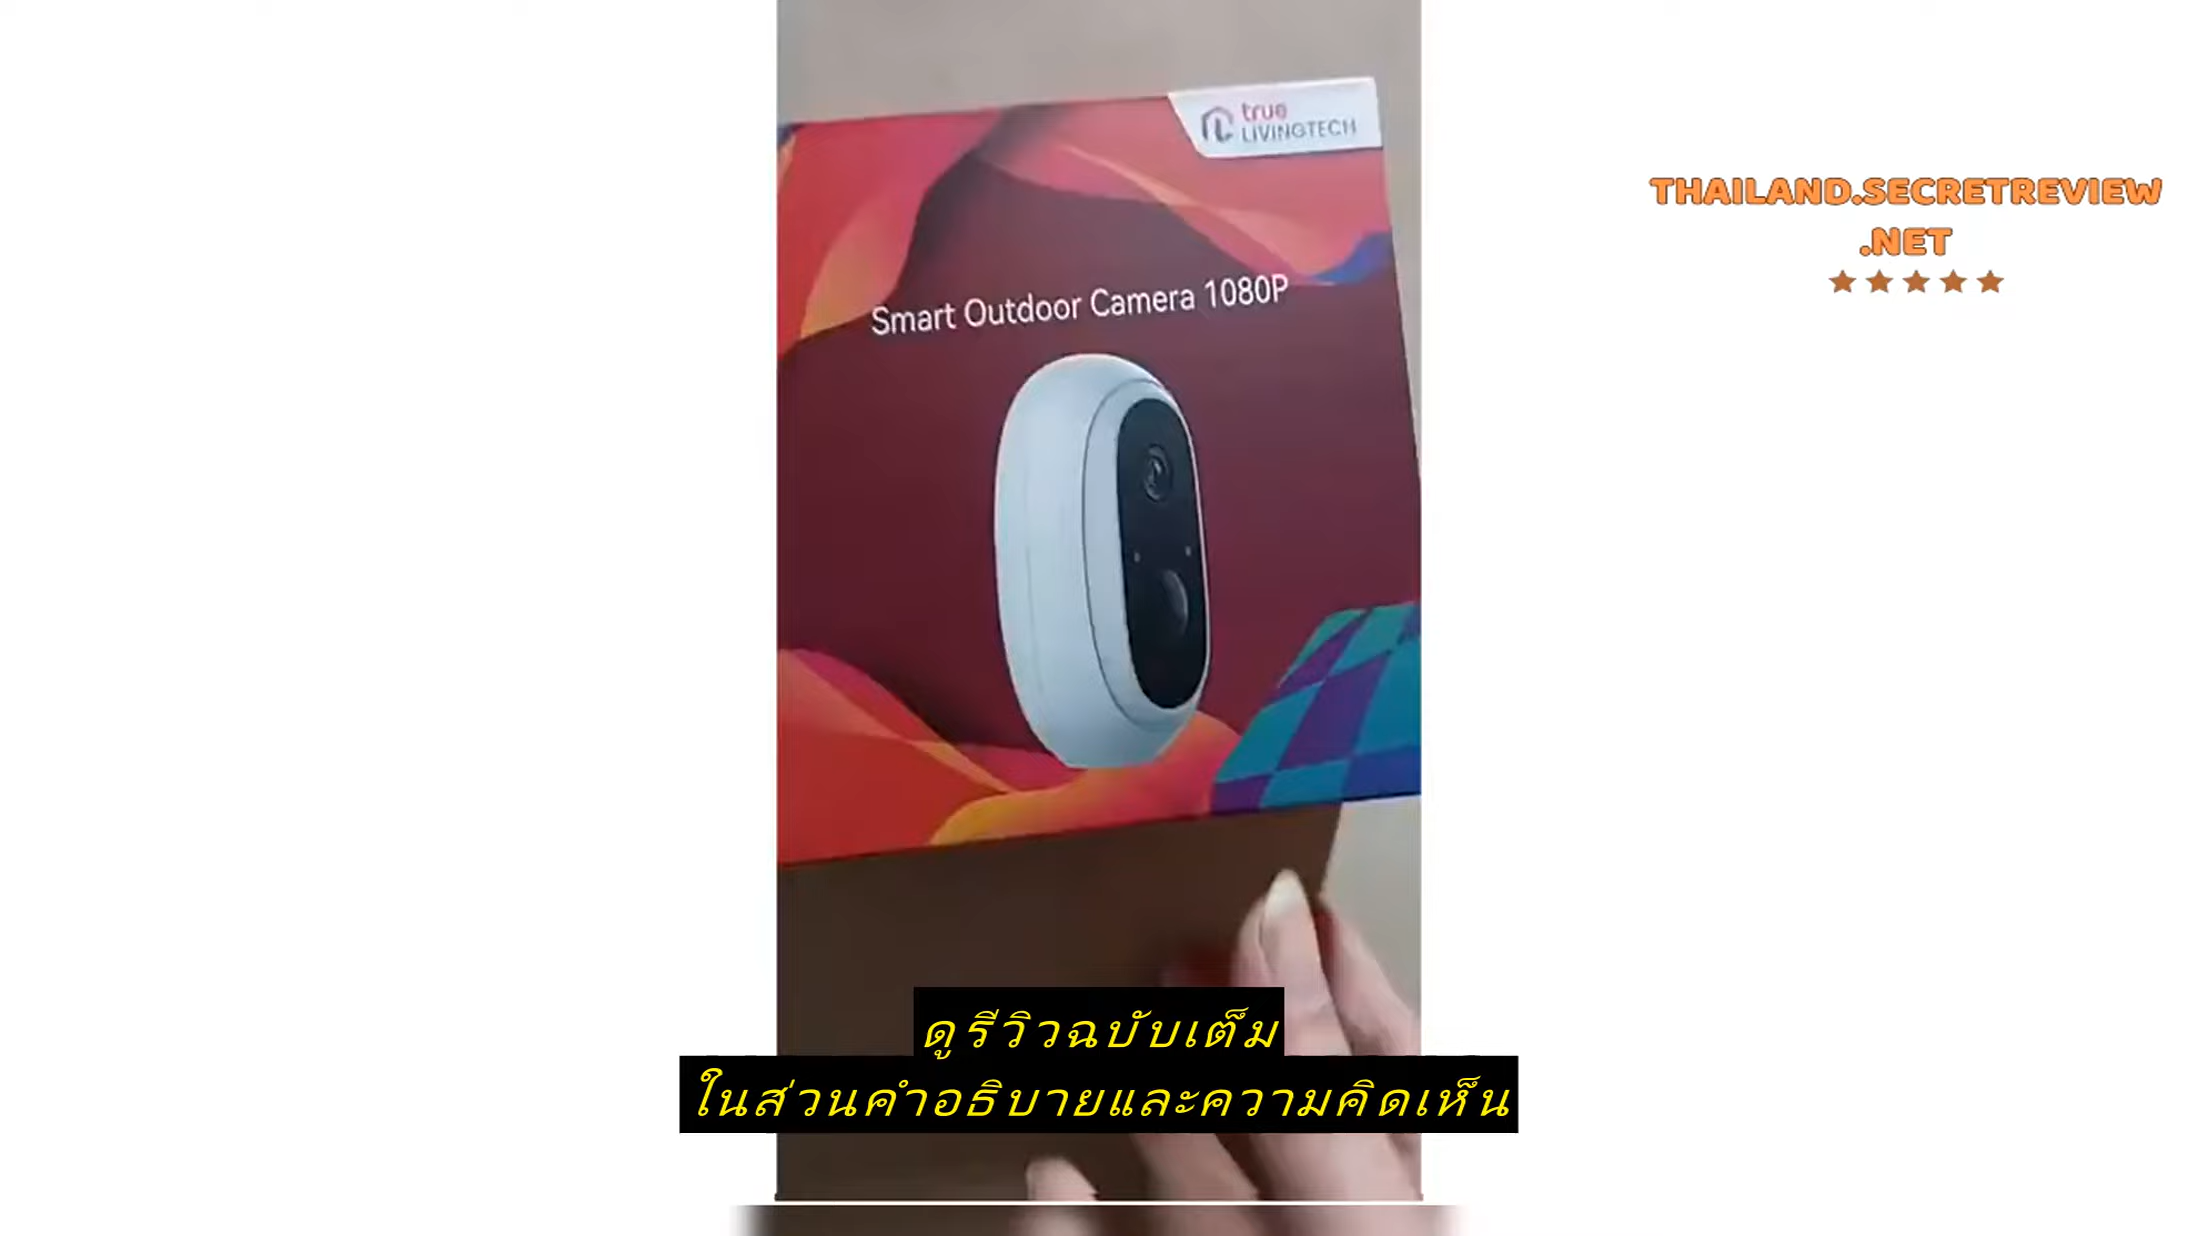 true
LIVINGTECH
THAILAND.SECRETREVIEW
.NET
Smart Outdoor Camera 1080P
ดูรีวิวฉบับเต็ม
ในส่วนคำอธิบายและความคิดเห็น